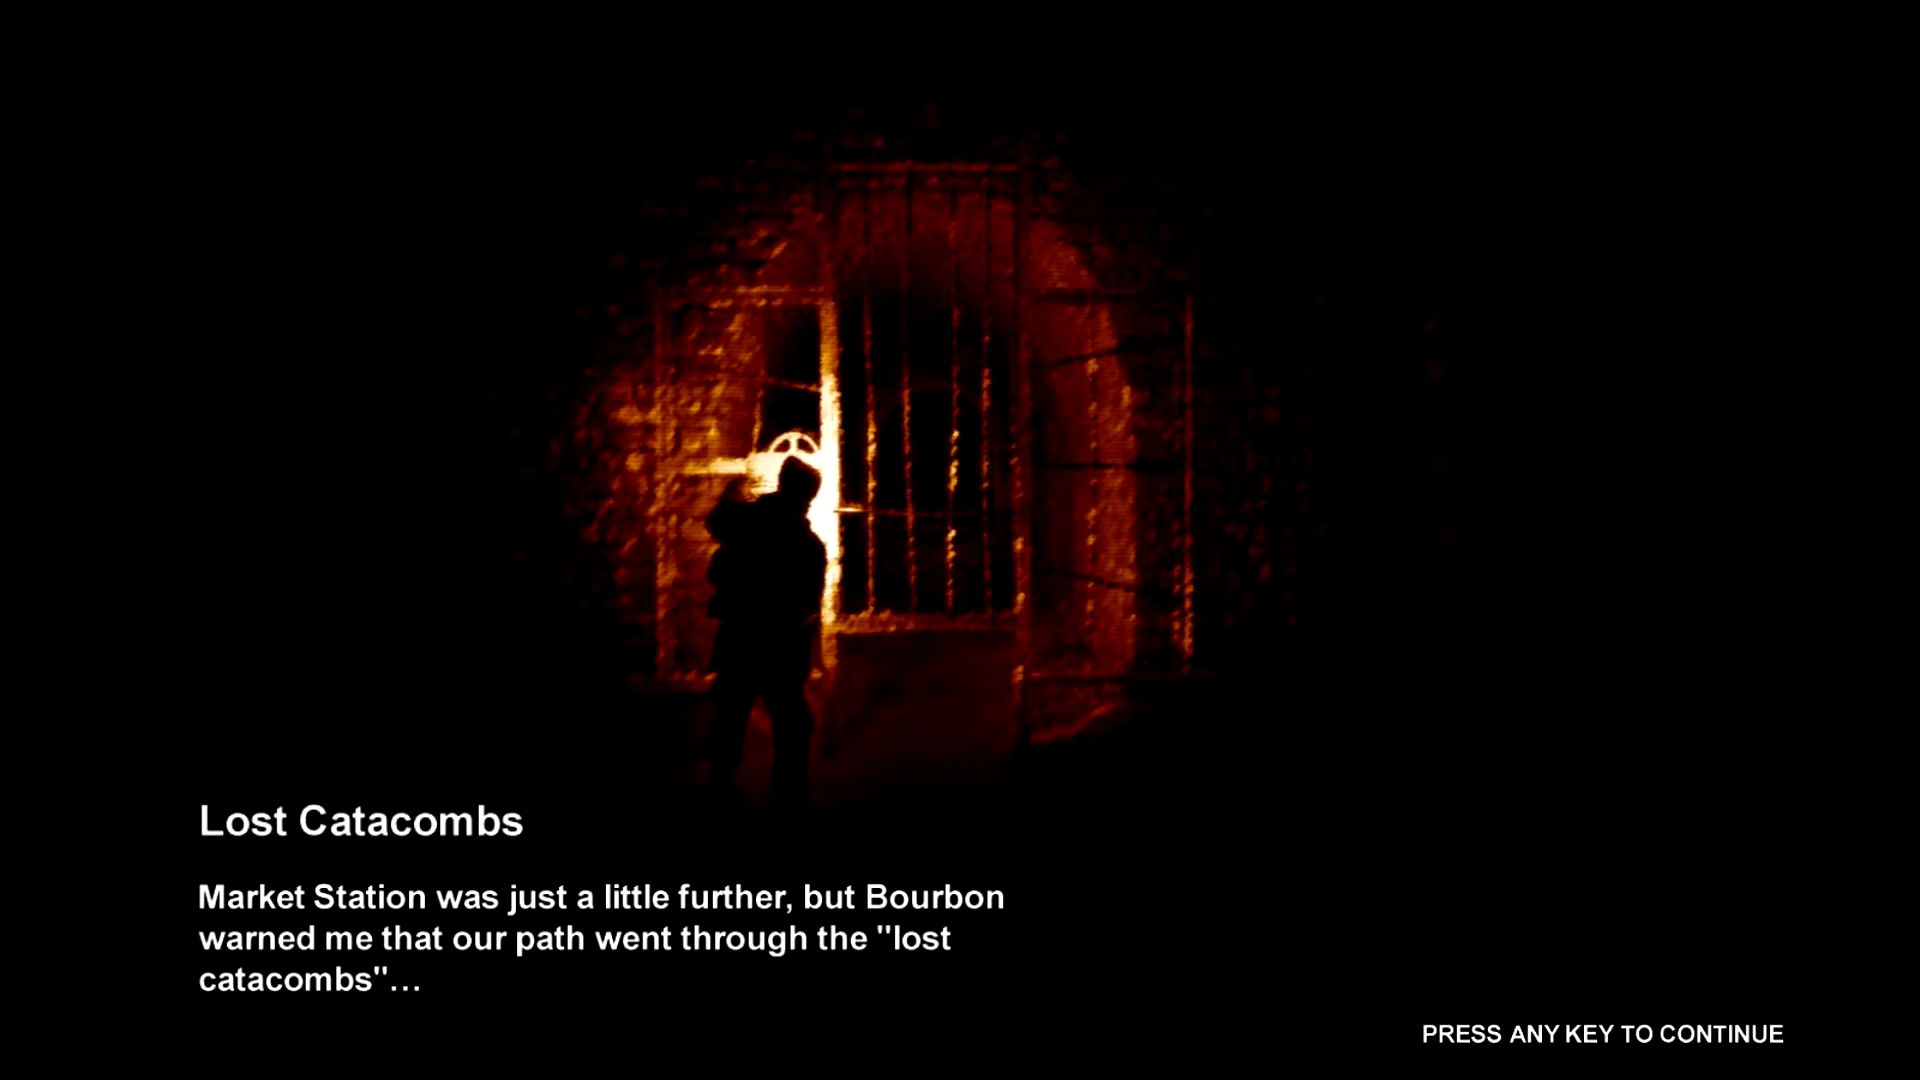 Lost Catacombs
Market Station was just a little further, but Bourbon
warned me that our path went through the "lost
catacombs"...
PRESS ANY KEY TO CONTINUE